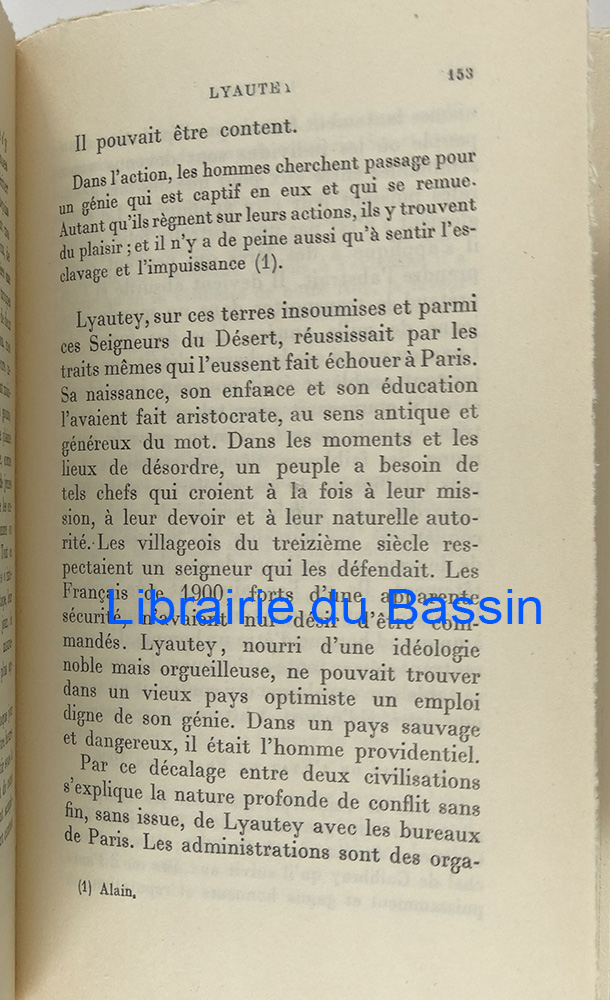 LYAUTEY
153
Il pouvait être content.
Dans l'action, les hommes cherchent passage pour
un génie qui est captif en eux et qui se remue.
Autant qu'ils règnent sur leurs actions, ils y trouvent
du plaisir ; et il n'y a de peine aussi qu'à sentir l'es-
clavage et l'impuissance (1).
Lyautey, sur ces terres insoumises et parmi
ces Seigneurs du Désert, réussissait par les
traits mêmes qui l'eussent fait échouer à Paris.
Sa naissance, son enfance et son éducation
l'avaient fait aristocrate, au sens antique et
généreux du mot. Dans les moments et les
lieux de désordre, un peuple a besoin de
tels chefs qui croient à la fois à leur mis-
sion, à leur devoir et à leur naturelle auto-
rité. Les villageois du treizième siècle res-
pectaient un seigneur qui les défendait. Les
Français de 1900, forts d'une apparente
sécurité, n'avaient nul désir d'être com-
Librairie du Bassin
mandés. Lyautey, nourri d'une idéologie
noble mais orgueilleuse, ne pouvait trouver
dans un vieux pays optimiste un emploi
digne de son génie. Dans un pays sauvage
et dangereux, il était l'homme providentiel.
Par ce décalage entre deux civilisations
s'explique la nature profonde de conflit sans
fin, sans issue, de Lyautey avec les bureaux
de Paris. Les administrations sont des orga-
(1) Alain.